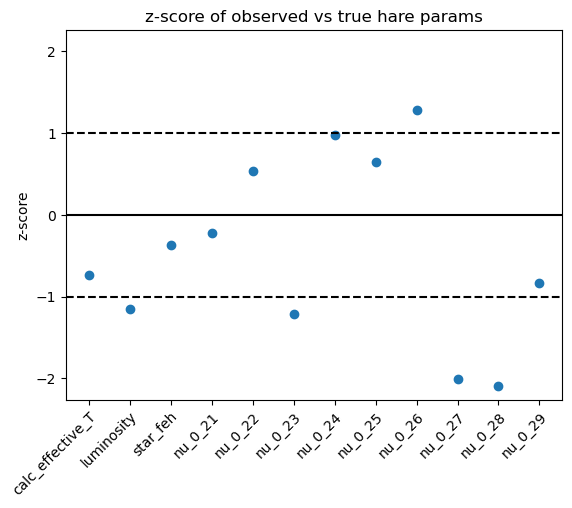 z-score of observed vs true hare params
z-score
2
1
0
−1
−2
calc_effective_T
luminosity
star_feh
nu_0_21
nu_0_22
nu_0_23
nu_0_24
nu_0_25
nu_0_26
nu_0_27
nu_0_28
nu_0_29